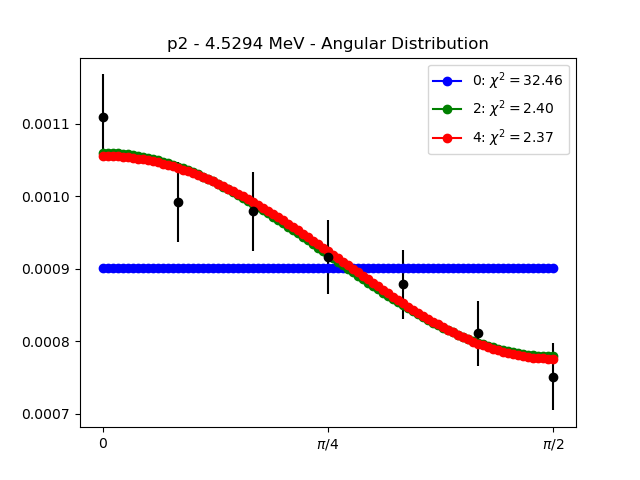 p2 - 4.5294 MeV - Angular Distribution
0: χ² = 32.46
2: χ² = 2.40
4: χ² = 2.37
0.0011
0.0010
0.0009
0.0008
0.0007
0
π/4
π/2